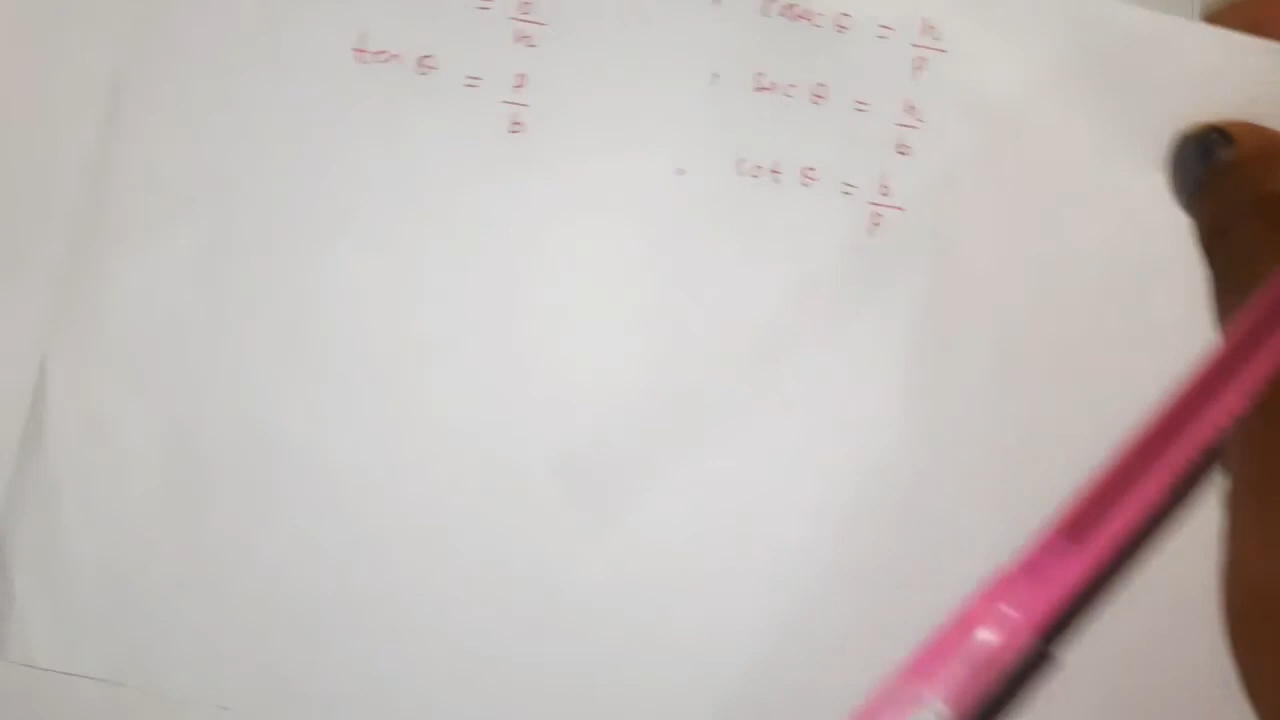 = b/h
tan θ = p/b
cosec θ = h/p
sec θ = h/b
cot θ = b/p